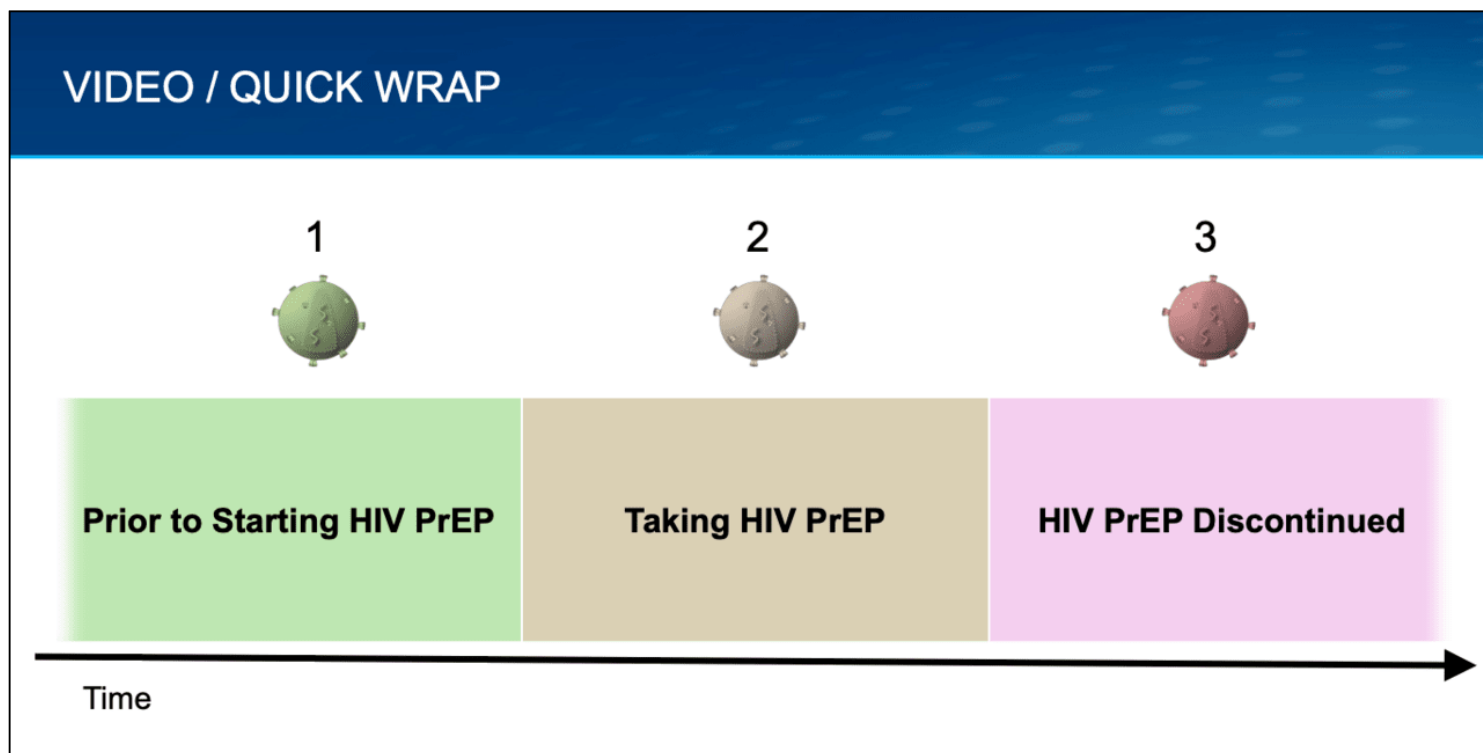 VIDEO / QUICK WRAP
1
2
3
Prior to Starting HIV PrEP
Taking HIV PrEP
HIV PrEP Discontinued
Time